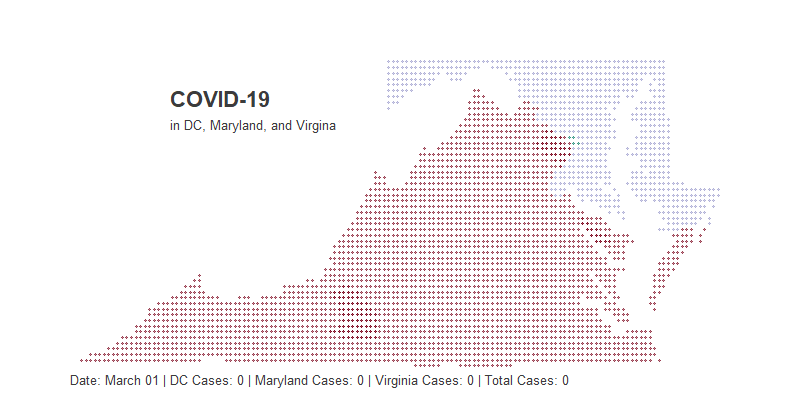 COVID-19
in DC, Maryland, and Virgina
Date: March 01 | DC Cases: 0 | Maryland Cases: 0 | Virginia Cases: 0 | Total Cases: 0